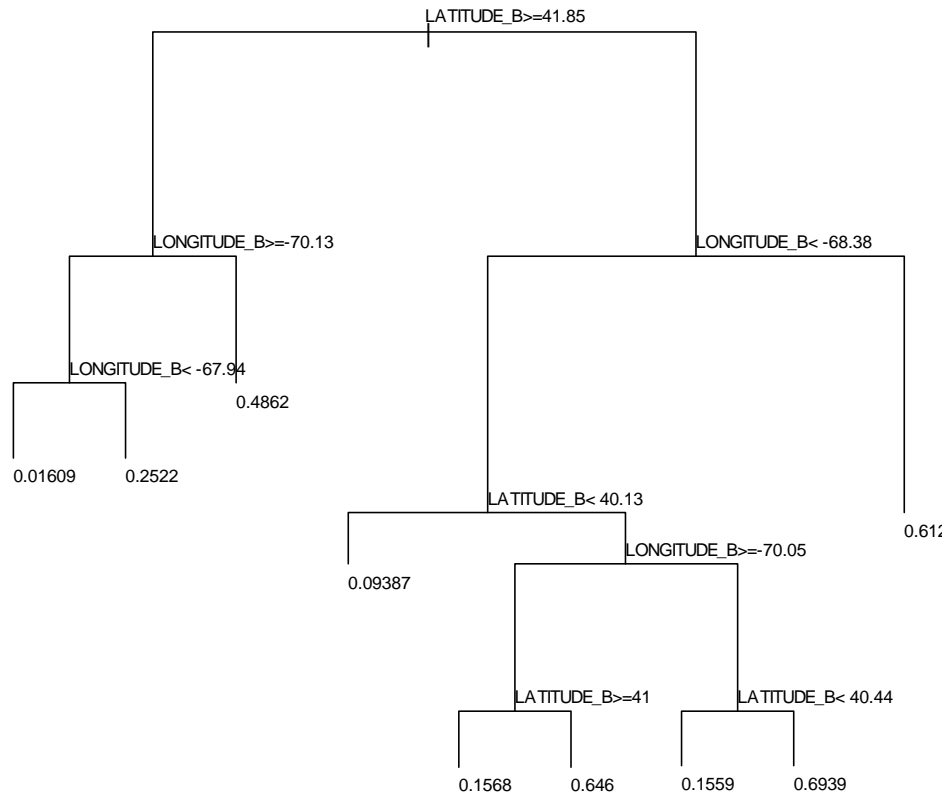 LATITUDE_B>=41.85
LONGITUDE_B>=-70.13
LONGITUDE_B< -68.38
LONGITUDE_B< -67.94
0.4862
0.01609
0.2522
LATITUDE_B< 40.13
0.612
LONGITUDE_B>=-70.05
0.09387
LATITUDE_B>=41
LATITUDE_B< 40.44
0.1568
0.646
0.1559
0.6939